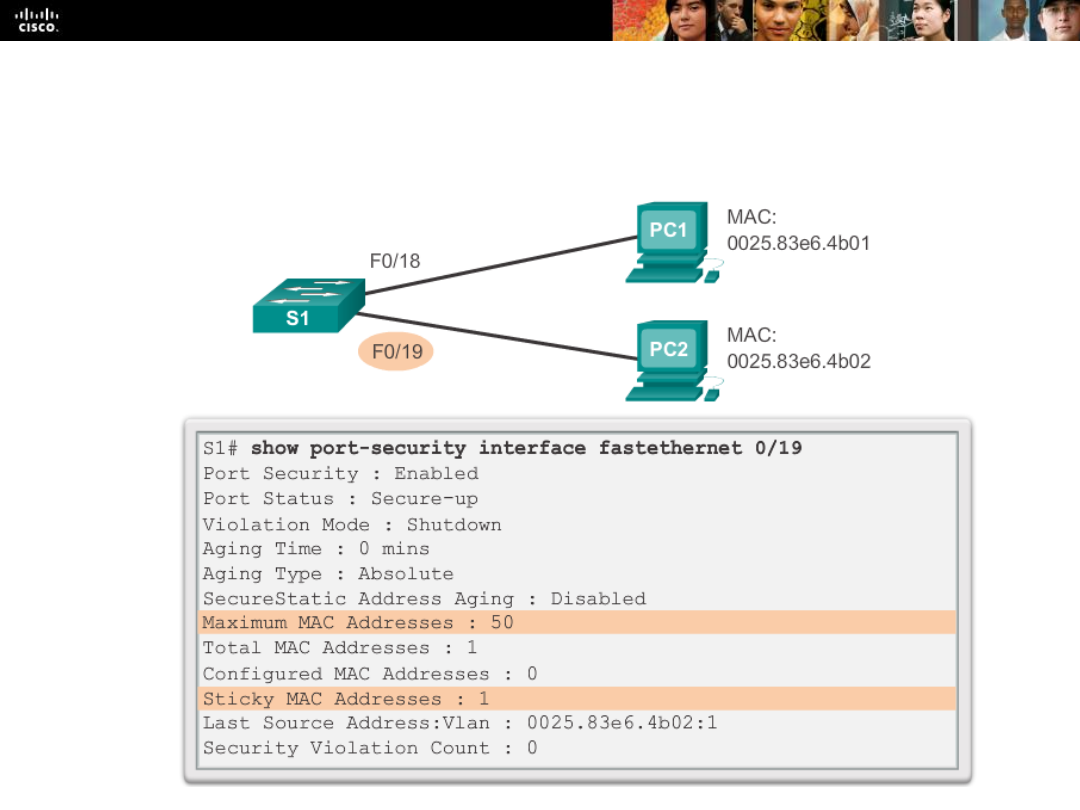 CISCO.
F0/18
PC1
MAC:
0025.83e6.4b01
S1
F0/19
PC2
MAC:
0025.83e6.4b02
S1# show port-security interface fastethernet 0/19
Port Security : Enabled
Port Status : Secure-up
Violation Mode : Shutdown
Aging Time : 0 mins
Aging Type : Absolute
SecureStatic Address Aging : Disabled
Maximum MAC Addresses : 50
Total MAC Addresses : 1
Configured MAC Addresses : 0
Sticky MAC Addresses : 1
Last Source Address:Vlan : 0025.83e6.4b02:1
Security Violation Count : 0